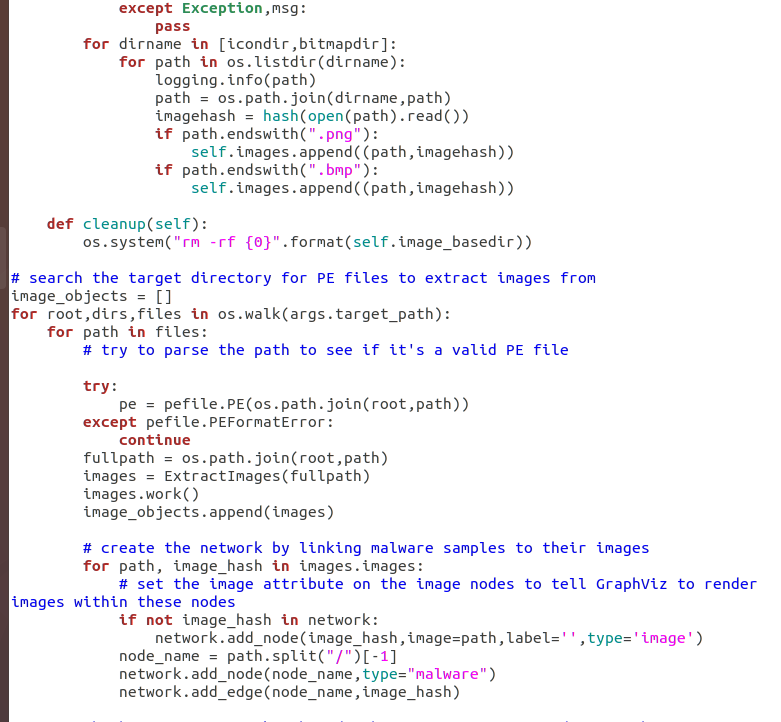 except Exception,msg:
                pass
        for dirname in [icondir,bitmapdir]:
            for path in os.listdir(dirname):
                logging.info(path)
                path = os.path.join(dirname,path)
                imagehash = hash(open(path).read())
                if path.endswith(".png"):
                    self.images.append((path,imagehash))
                if path.endswith(".bmp"):
                    self.images.append((path,imagehash))

    def cleanup(self):
        os.system("rm -rf {0}".format(self.image_basedir))

# search the target directory for PE files to extract images from
image_objects = []
for root,dirs,files in os.walk(args.target_path):
    for path in files:
        # try to parse the path to see if it's a valid PE file

        try:
            pe = pefile.PE(os.path.join(root,path))
        except pefile.PEFormatError:
            continue
        fullpath = os.path.join(root,path)
        images = ExtractImages(fullpath)
        images.work()
        image_objects.append(images)

        # create the network by linking malware samples to their images
        for path, image_hash in images.images:
            # set the image attribute on the image nodes to tell GraphViz to render
images within these nodes
            if not image_hash in network:
                network.add_node(image_hash,image=path,label='',type='image')
            node_name = path.split("/")[-1]
            network.add_node(node_name,type="malware")
            network.add_edge(node_name,image_hash)